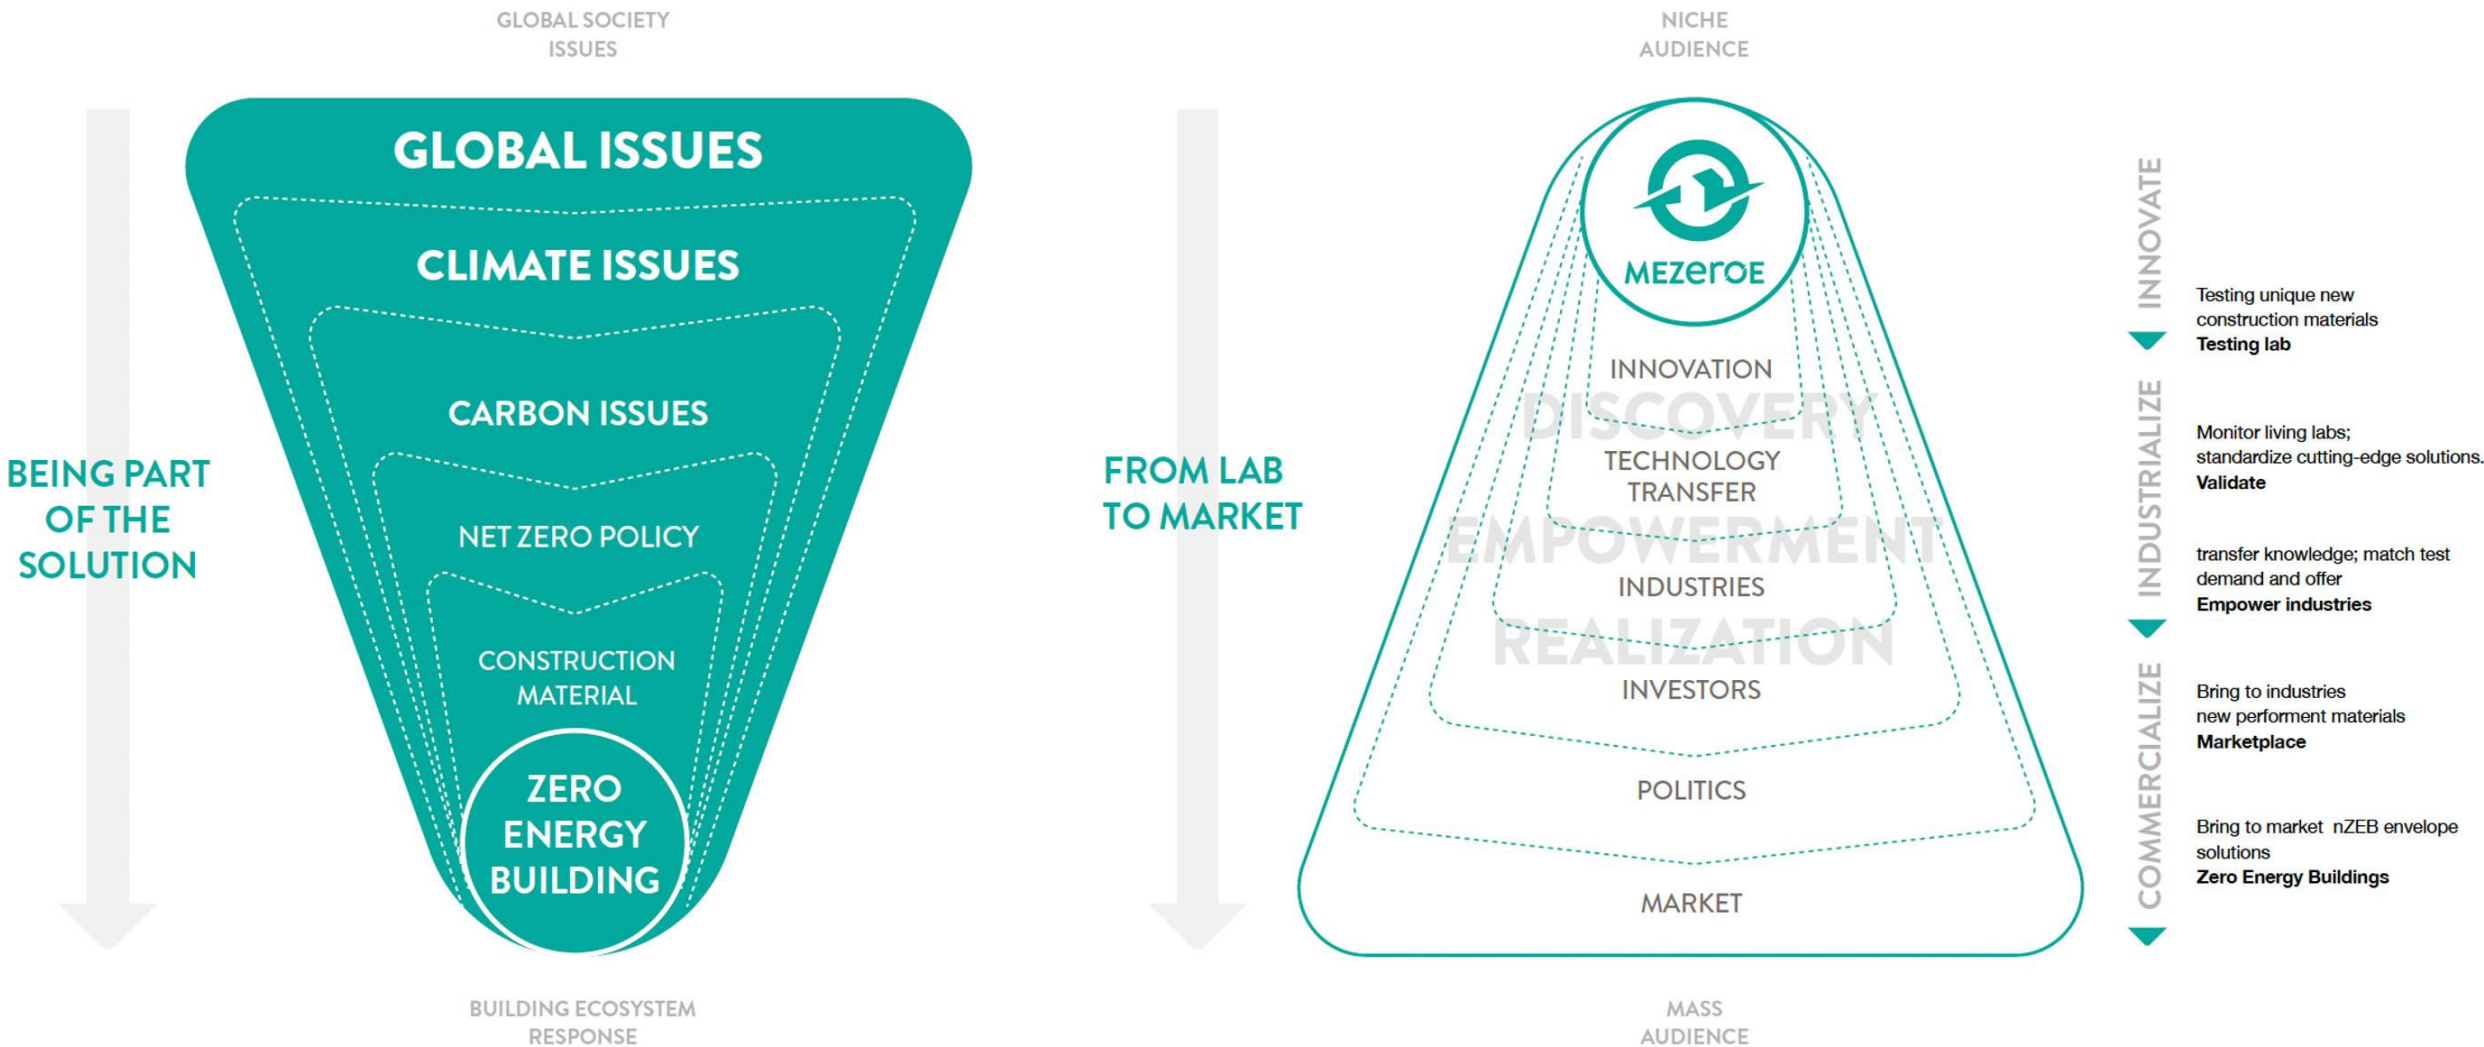 GLOBAL SOCIETY
ISSUES
GLOBAL ISSUES
CLIMATE ISSUES
CARBON ISSUES
NET ZERO POLICY
CONSTRUCTION
MATERIAL
ZERO
ENERGY
BUILDING
BEING PART
OF THE
SOLUTION
BUILDING ECOSYSTEM
RESPONSE
NICHE
AUDIENCE
MEZeroE
INNOVATION
DISCOVERY
TECHNOLOGY
TRANSFER
EMPOWERMENT
INDUSTRIES
REALIZATION
INVESTORS
POLITICS
MARKET
FROM LAB
TO MARKET
MASS
AUDIENCE
INNOVATE
Testing unique new
construction materials
Testing lab
INDUSTRIALIZE
Monitor living labs;
standardize cutting-edge solutions.
Validate
transfer knowledge; match test
demand and offer
Empower industries
COMMERCIALIZE
Bring to industries
new performent materials
Marketplace
Bring to market nZEB envelope
solutions
Zero Energy Buildings